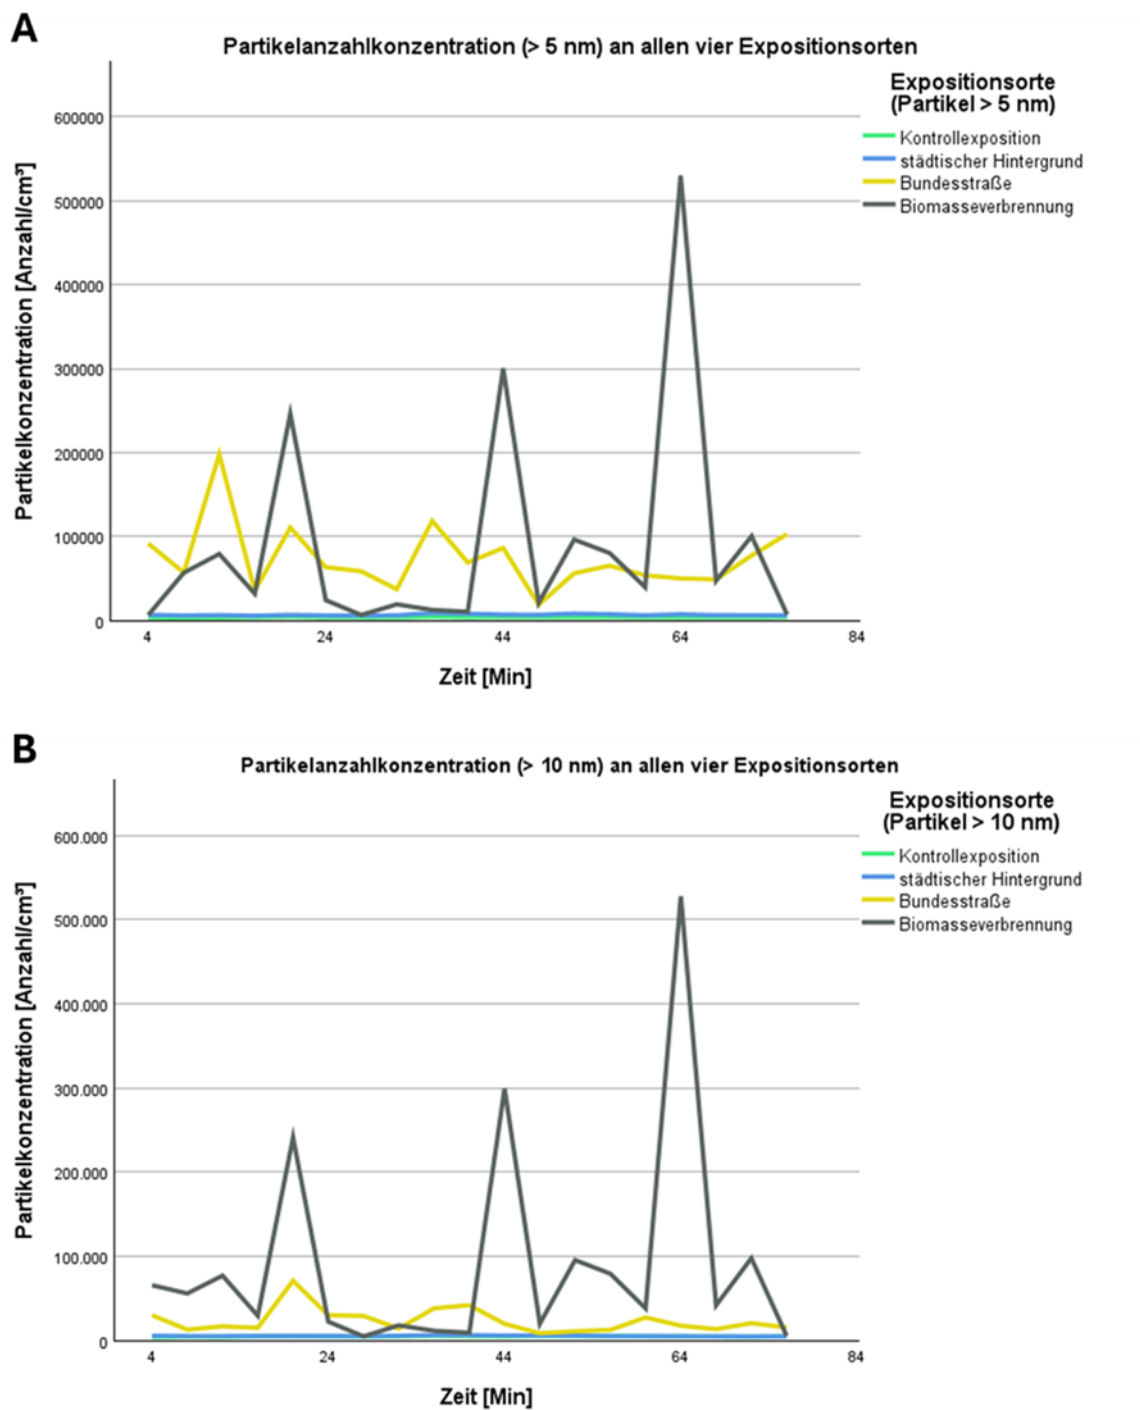 A
Partikelanzahlkonzentration (> 5 nm) an allen vier Expositionsorten
Expositionsorte
(Partikel > 5 nm)
Kontrollexposition
städtischer Hintergrund
Bundesstraße
Biomasseverbrennung
Partikelkonzentration [Anzahl/cm³]
600000
500000
400000
300000
200000
100000
0
4
24
44
64
84
Zeit [Min]
B
Partikelanzahlkonzentration (> 10 nm) an allen vier Expositionsorten
Expositionsorte
(Partikel > 10 nm)
Kontrollexposition
städtischer Hintergrund
Bundesstraße
Biomasseverbrennung
Partikelkonzentration [Anzahl/cm³]
600.000
500.000
400.000
300.000
200.000
100.000
0
4
24
44
64
84
Zeit [Min]